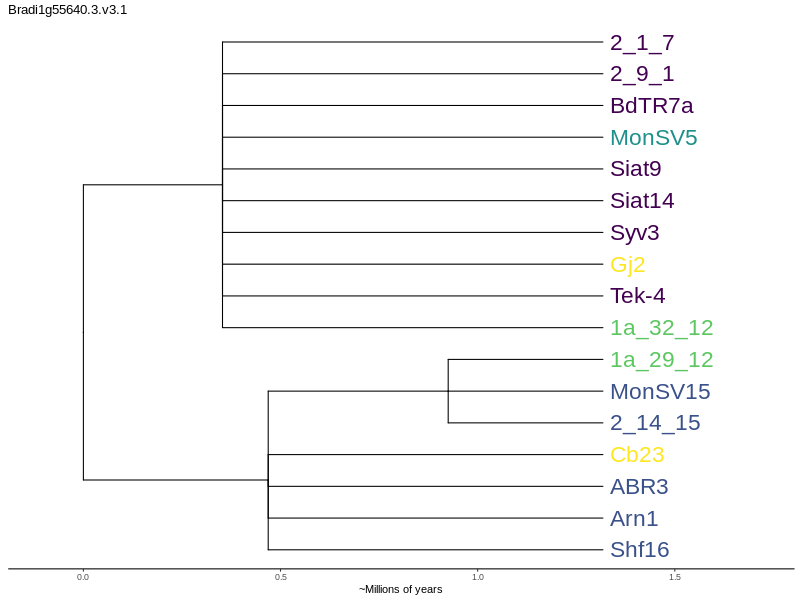 Bradi1g55640.3.v3.1
2_1_7
2_9_1
BdTR7a
MonSV5
Siat9
Siat14
Syv3
Gj2
Tek-4
1a_32_12
1a_29_12
MonSV15
2_14_15
Cb23
ABR3
Arn1
Shf16
0.0 0.5 1.0 1.5
~Millions of years